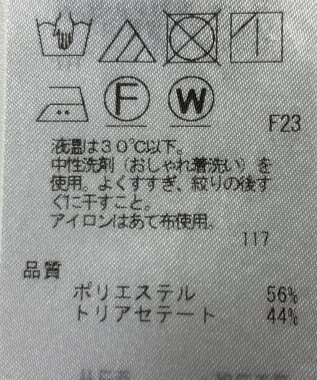 F W
F23
液温は30℃以下。
中性洗剤（おしゃれ着洗い）を
使用。よくすすぎ、絞りの後す
ぐに干すこと。
アイロンはあて布使用。
117
品質
ポリエステル 56%
トリアセテート 44%